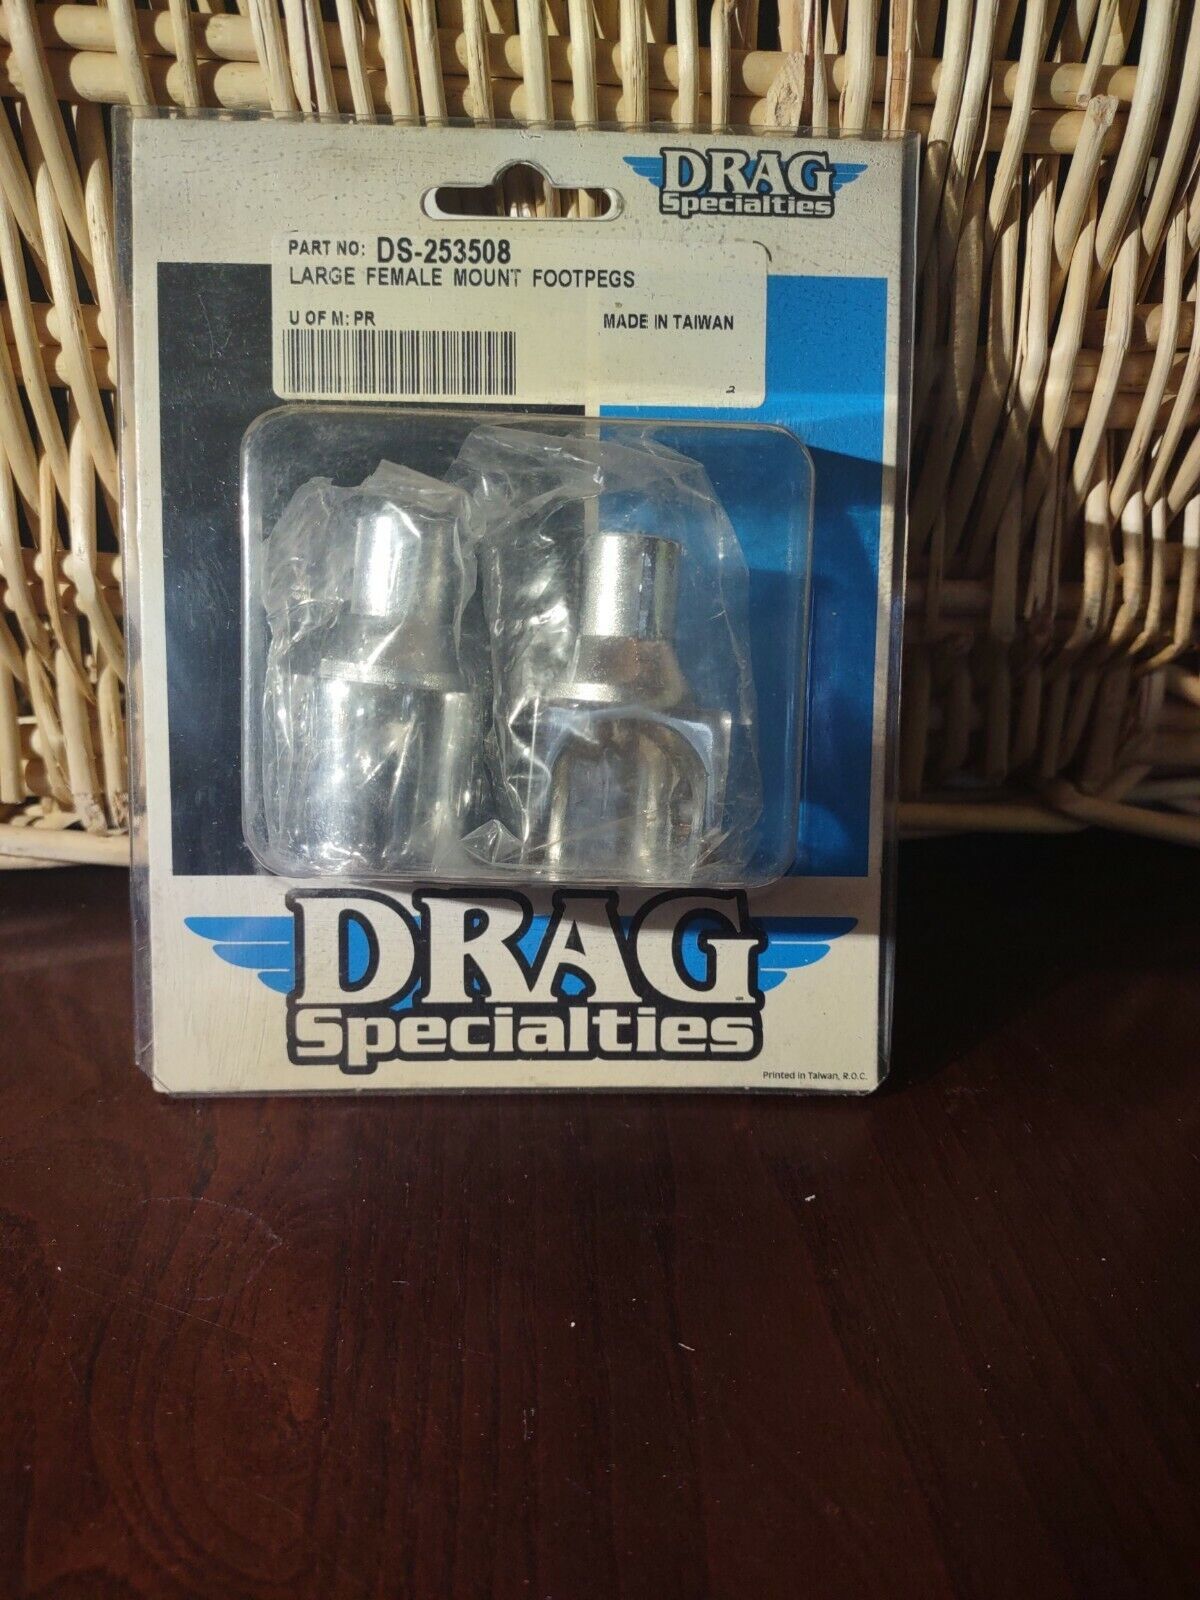 DRAG
Specialties
PART NO: DS-253508
LARGE FEMALE MOUNT FOOTPEGS
U OF M: PR
MADE IN TAIWAN
2
DRAG
Specialties
Printed in Taiwan, R.O.C.